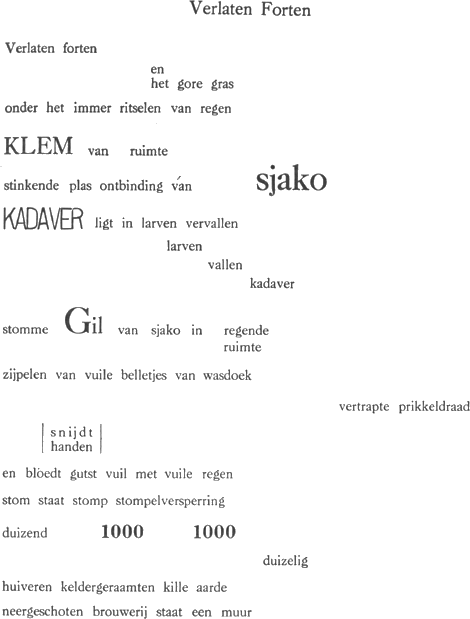 Verlaten Forten
Verlaten forten
en
het gore gras
onder het immer ritselen van regen
KLEM van ruimte
stinkende plas ontbinding ván sjako
KADAVER ligt in larven vervallen
larven
vallen
kadaver
stomme Gil van sjako in regende
ruimte
zijpelen van vuile belletjes van wasdoek
vertrapte prikkeldraad
snijdt
handen
en bloedt gutst vuil met vuile regen
stom staat stomp stompelversperring
duizend 1000 1000
duizelig
huiveren keldergeraamten kille aarde
neergeschoten brouwerij staat een muur